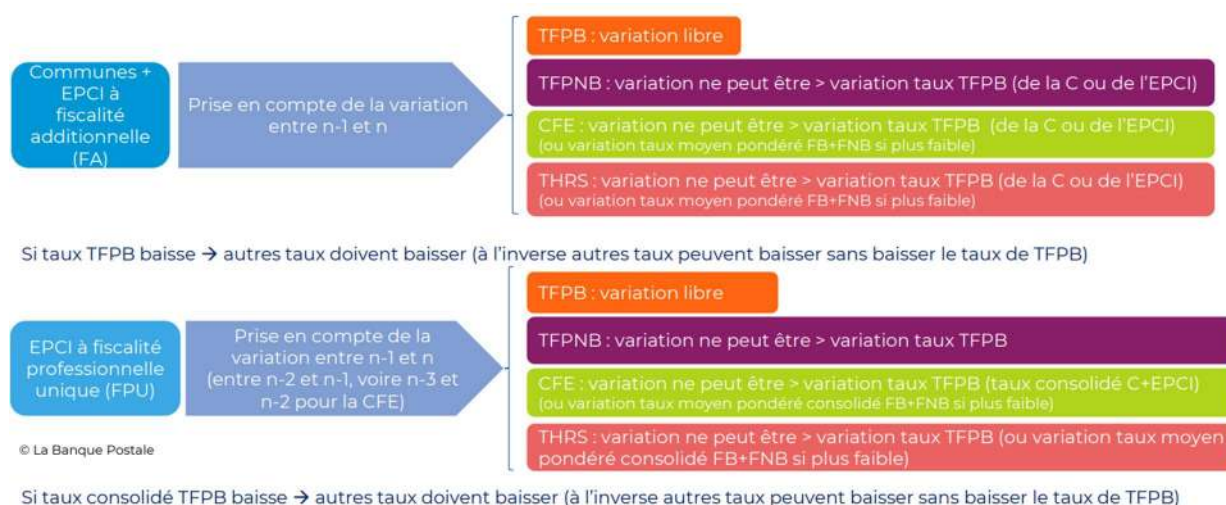 Communes +
EPCI à
fiscalité
additionnelle
(FA)
Prise en compte de la variation
entre n-1 et n
TFPB : variation libre
TFPNB : variation ne peut être > variation taux TFPB (de la C ou de l'EPCI)
CFE : variation ne peut être > variation taux TFPB (de la C ou de l'EPCI)
(ou variation taux moyen pondéré FB+FNB si plus faible)
THRS : variation ne peut être > variation taux TFPB (de la C ou de l'EPCI)
(ou variation taux moyen pondéré FB+FNB si plus faible)
Si taux TFPB baisse → autres taux doivent baisser (à l'inverse autres taux peuvent baisser sans baisser le taux de TFPB)
EPCI à fiscalité
professionnelle
unique (FPU)
Prise en compte de la
variation entre n-1 et n
(entre n-2 et n-1, voire n-3 et
n-2 pour la CFE)
TFPB : variation libre
TFPNB : variation ne peut être > variation taux TFPB
CFE : variation ne peut être > variation taux TFPB (taux consolidé C+EPCI)
(ou variation taux moyen pondéré consolidé FB+FNB si plus faible)
THRS : variation ne peut être > variation taux TFPB (ou variation taux moyen
pondéré consolidé FB+FNB si plus faible)
© La Banque Postale
Si taux consolidé TFPB baisse → autres taux doivent baisser (à l'inverse autres taux peuvent baisser sans baisser le taux de TFPB)